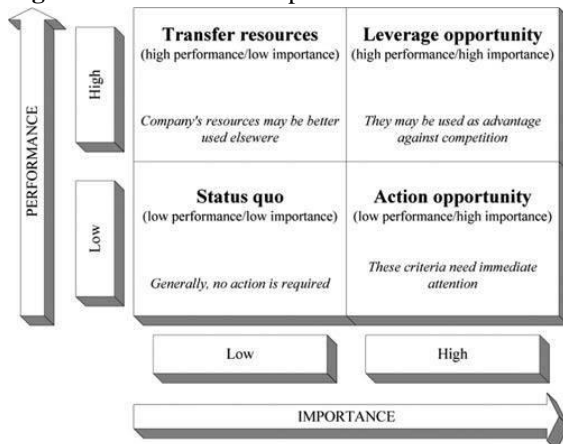 Transfer resources
(high performance/low importance)
Company's resources may be better
used elsewere
Leverage opportunity
(high performance/high importance)
They may be used as advantage
against competition
Status quo
(low performance/low importance)
Generally, no action is required
Action opportunity
(low performance/high importance)
These criteria need immediate
attention
PERFORMANCE
High
Low
Low
High
IMPORTANCE